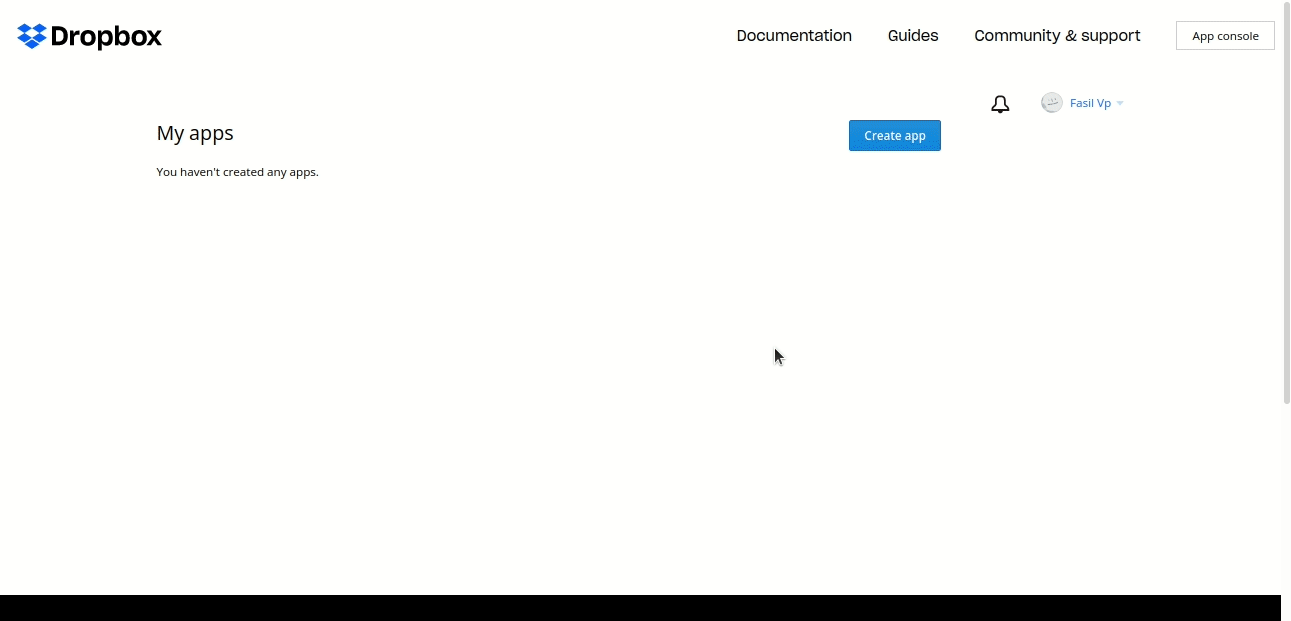 Dropbox
Documentation
Guides
Community & support
App console
Fasil Vp
My apps
Create app
You haven't created any apps.